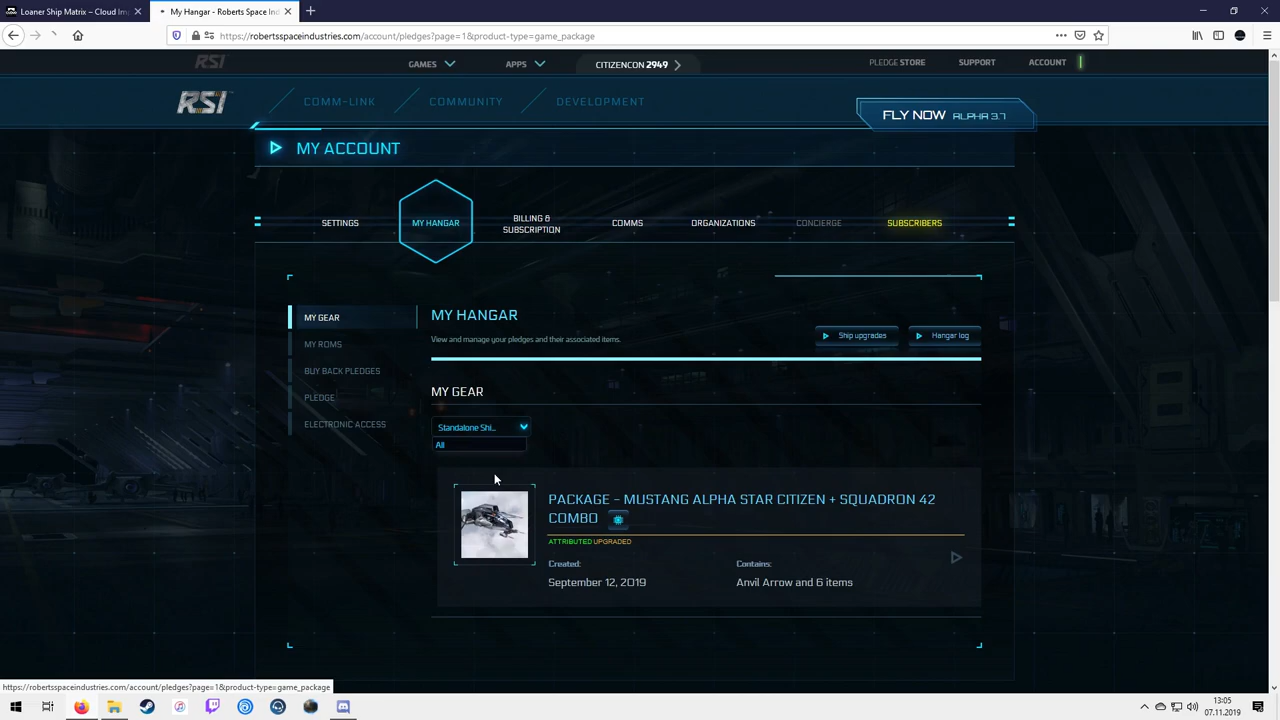 Loaner Ship Matrix – Cloud Im
My Hangar - Roberts Space Ind
https://robertsspaceindustries.com/account/pledges?page=1&product-type=game_package
RSI
GAMES
APPS
CITIZENCON 2949
PLEDGE STORE
SUPPORT
ACCOUNT
RSI
COMM-LINK
COMMUNITY
DEVELOPMENT
FLY NOW ALPHA 3.7
MY ACCOUNT
SETTINGS
MY HANGAR
BILLING &
SUBSCRIPTION
COMMS
ORGANIZATIONS
CONCIERGE
SUBSCRIBERS
MY GEAR
MY ROMS
BUY BACK PLEDGES
PLEDGE
ELECTRONIC ACCESS
MY HANGAR
View and manage your pledges and their associated items.
Ship upgrades
Hangar log
MY GEAR
Standalone Shi...
All
PACKAGE - MUSTANG ALPHA STAR CITIZEN + SQUADRON 42
COMBO
ATTRIBUTED UPGRADED
Created:
September 12, 2019
Contains:
Anvil Arrow and 6 items
https://robertsspaceindustries.com/account/pledges?page=1&product-type=game_package
13:05
07.11.2019